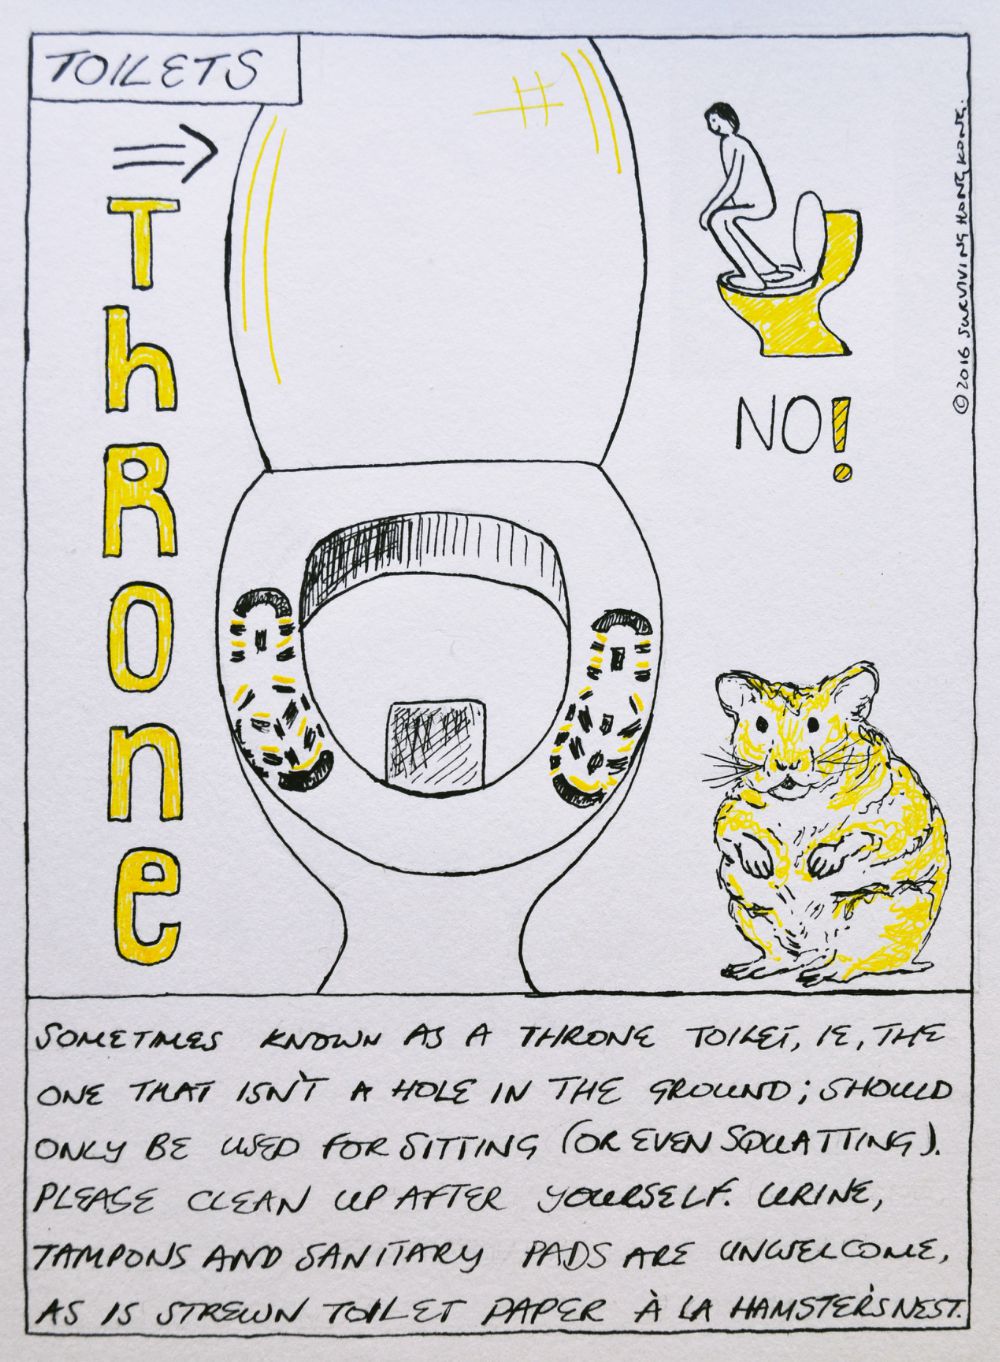 TOILETS
ThRone
NO!
© 2016 SURVIVING HONG KONG.
SOMETIMES KNOWN AS A THRONE TOILET, IE, THE
ONE THAT ISN'T A HOLE IN THE GROUND; SHOULD
ONLY BE USED FOR SITTING (OR EVEN SQUATTING).
PLEASE CLEAN UP AFTER YOURSELF. URINE,
TAMPONS AND SANITARY PADS ARE UNWELCOME,
AS IS STREWN TOILET PAPER À LA HAMSTER'S NEST.